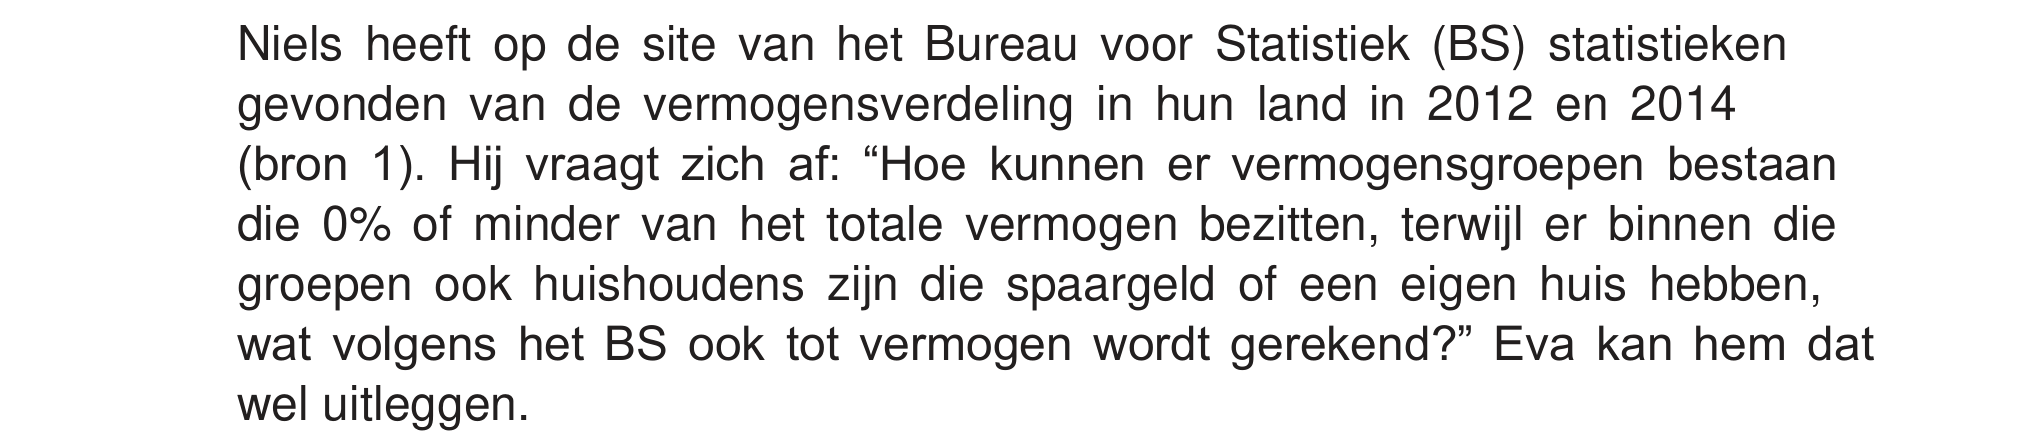 Niels heeft op de site van het Bureau voor Statistiek (BS) statistieken
gevonden van de vermogensverdeling in hun land in 2012 en 2014
(bron 1). Hij vraagt zich af: “Hoe kunnen er vermogensgroepen bestaan
die 0% of minder van het totale vermogen bezitten, terwijl er binnen die
groepen ook huishoudens zijn die spaargeld of een eigen huis hebben,
wat volgens het BS ook tot vermogen wordt gerekend?” Eva kan hem dat
wel uitleggen.